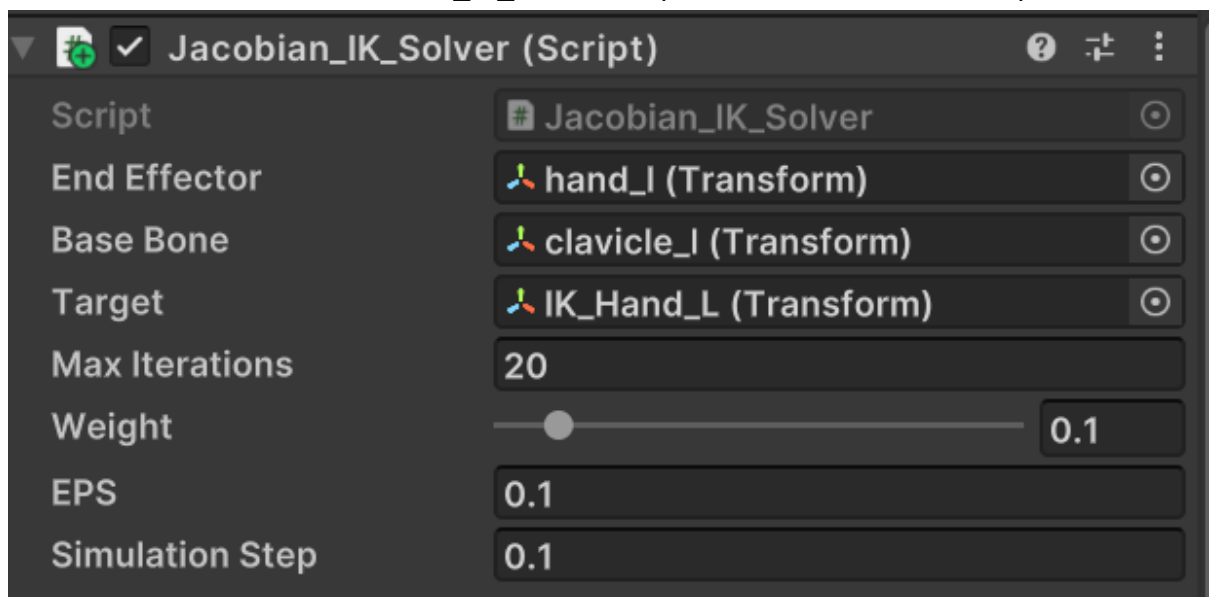 Jacobian_IK_Solver (Script)
Script Jacobian_IK_Solver
End Effector hand_l (Transform)
Base Bone clavicle_l (Transform)
Target IK_Hand_L (Transform)
Max Iterations 20
Weight 0.1
EPS 0.1
Simulation Step 0.1